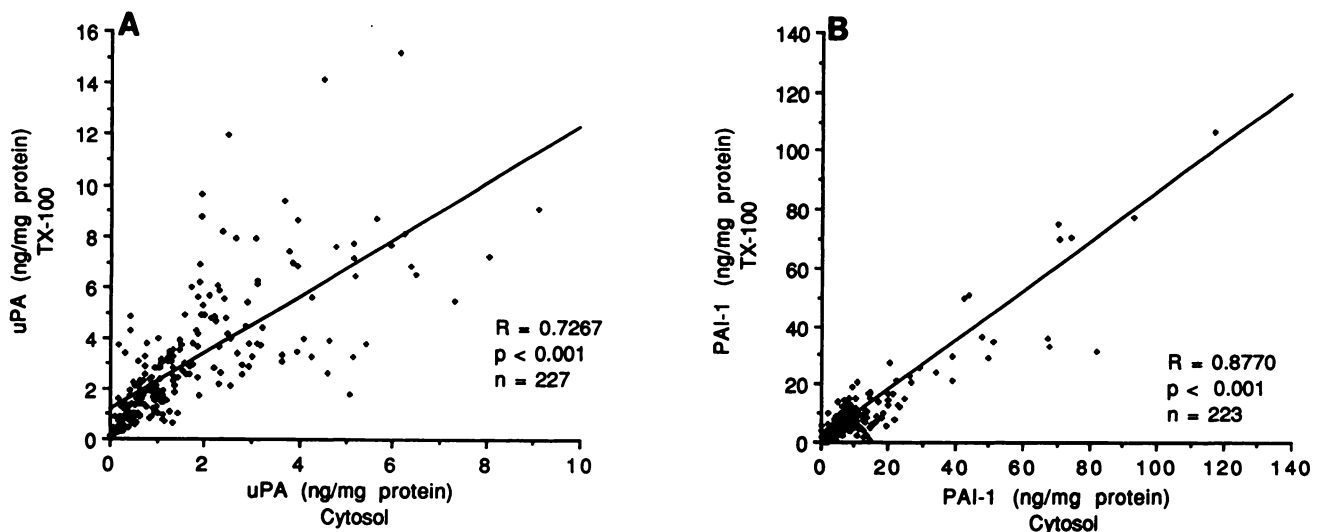 A
16
14
12
10
8
6
4
2
0
uPA (ng/mg protein)
TX-100
R = 0.7267
p < 0.001
n = 227
0 2 4 6 8 10
uPA (ng/mg protein)
Cytosol
B
140
120
100
80
60
40
20
0
PAI-1 (ng/mg protein)
TX-100
R = 0.8770
p < 0.001
n = 223
0 20 40 60 80 100 120 140
PAI-1 (ng/mg protein)
Cytosol